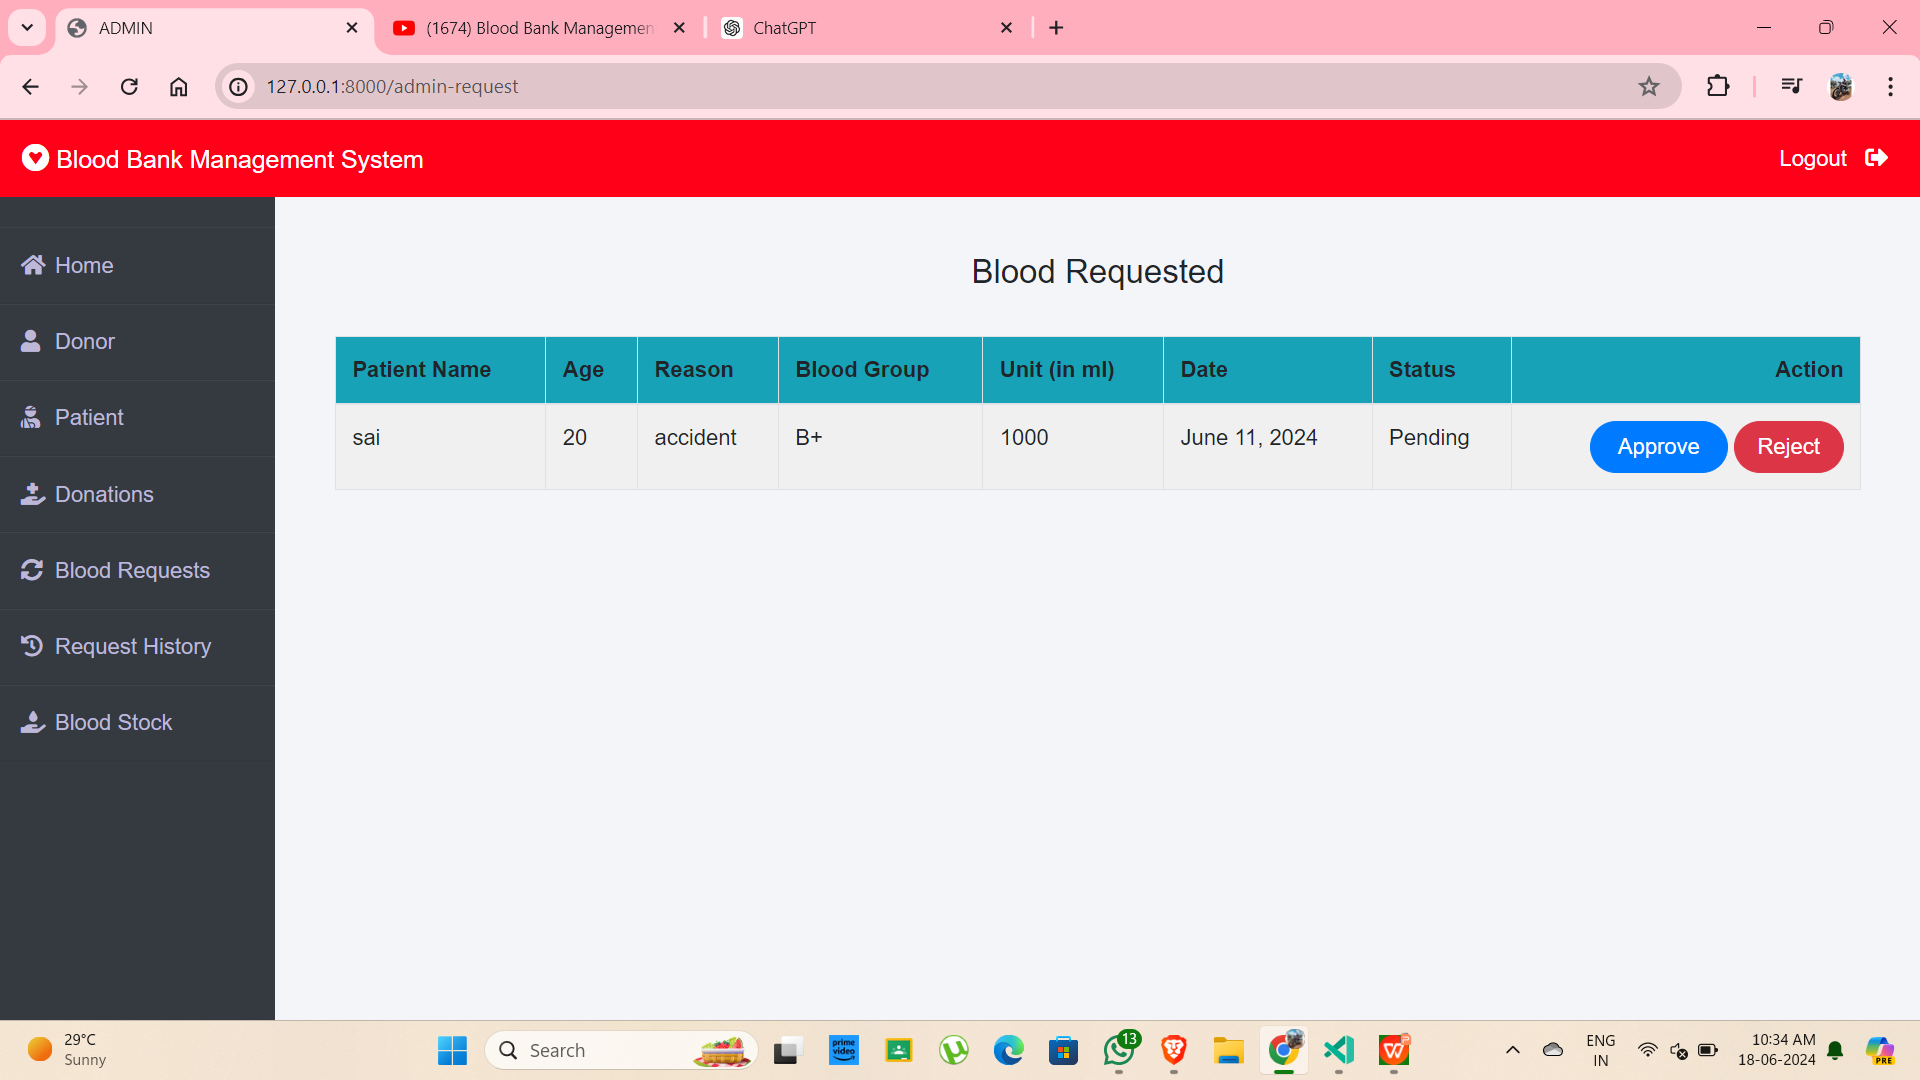 ADMIN
(1674) Blood Bank Managemen
ChatGPT
127.0.0.1:8000/admin-request
Blood Bank Management System
Logout
Home
Donor
Patient
Donations
Blood Requests
Request History
Blood Stock
Blood Requested
Patient Name Age Reason Blood Group Unit (in ml) Date Status Action
sai 20 accident B+ 1000 June 11, 2024 Pending Approve Reject
29°C
Sunny
Search
prime video
13
ENG
IN
10:34 AM
18-06-2024
PRE